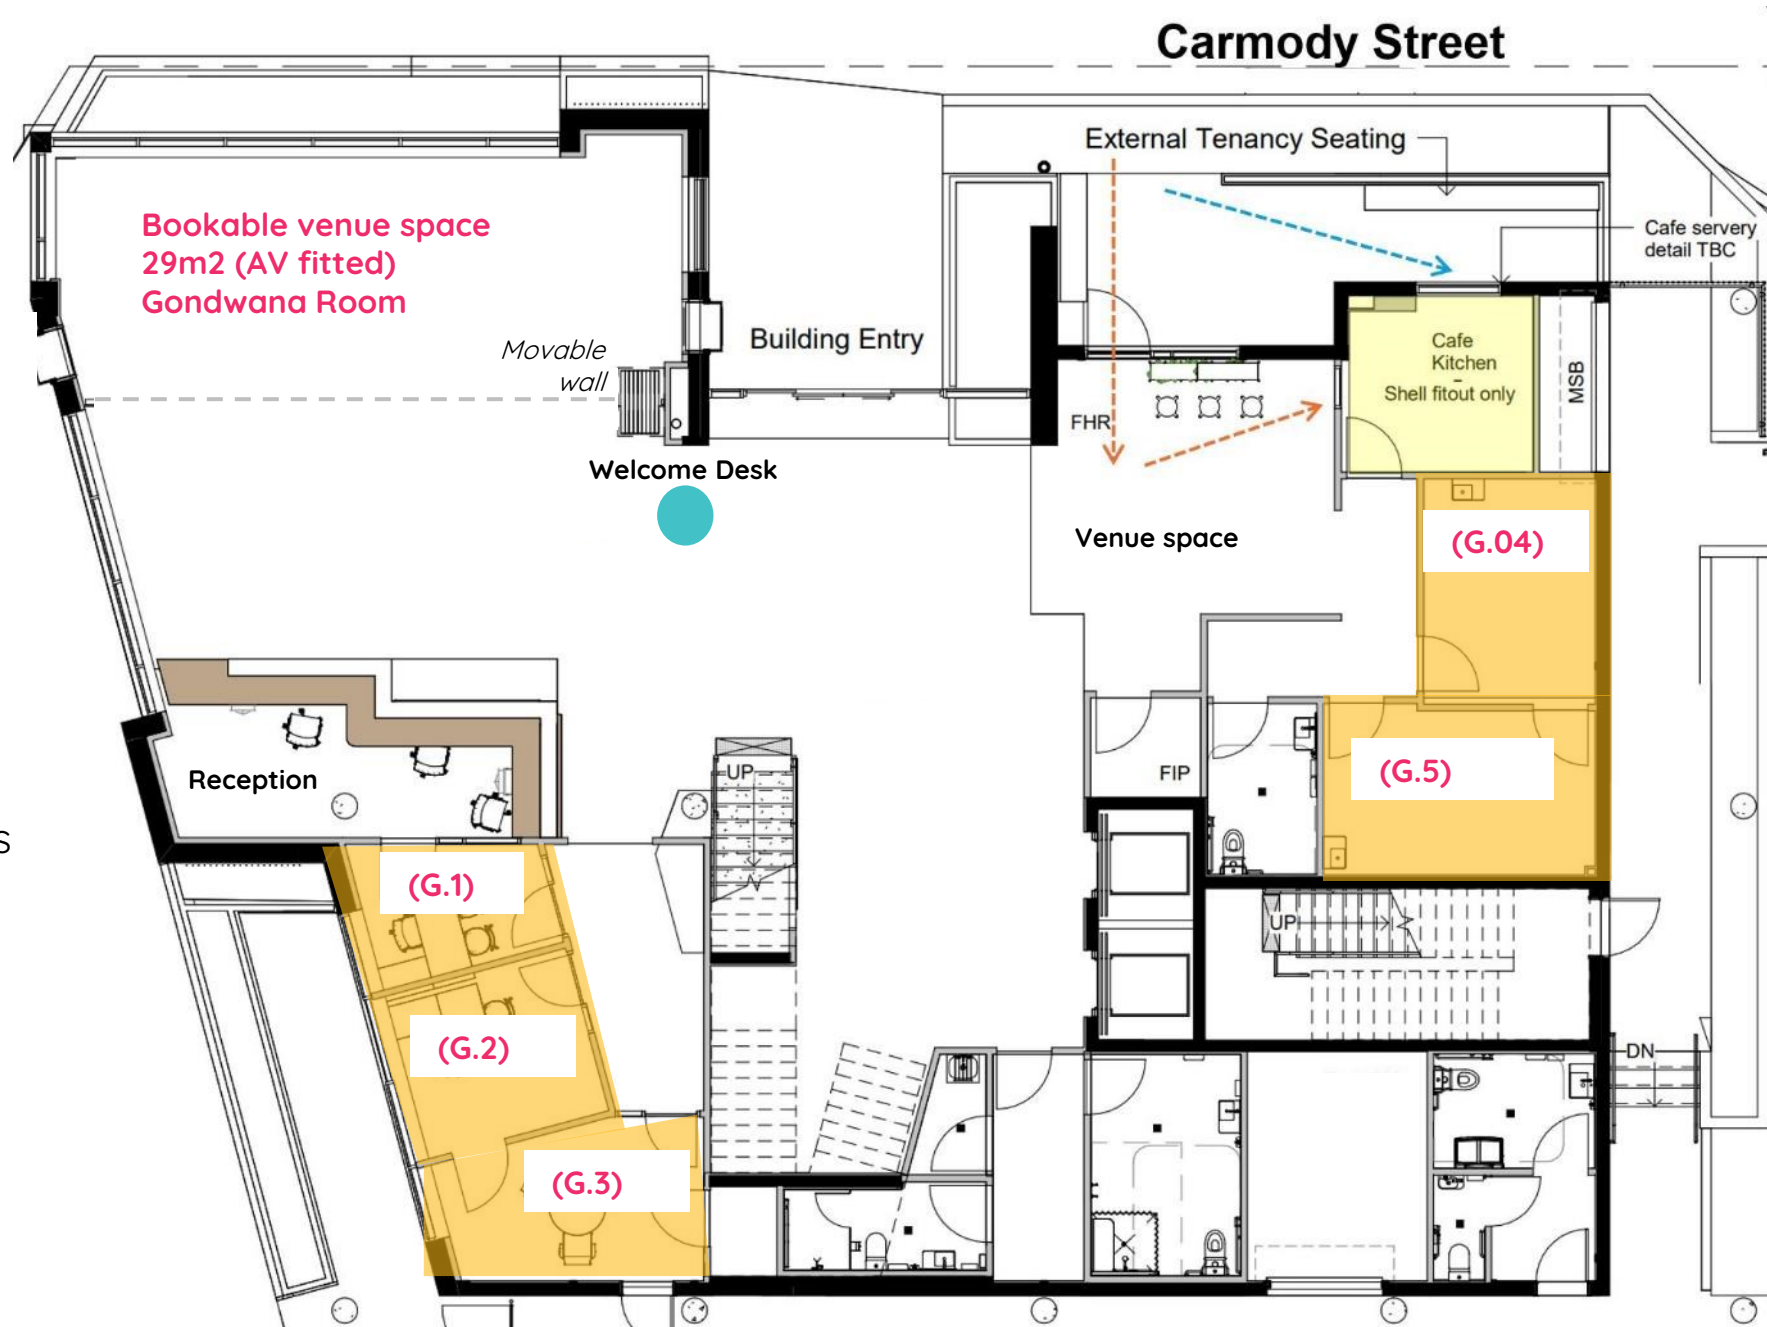 Carmody Street
External Tenancy Seating
Cafe servery
detail TBC
Bookable venue space
29m2 (AV fitted)
Gondwana Room
Movable
wall
Building Entry
Cafe
Kitchen
-
Shell fitout only
MSB
FHR
Welcome Desk
Venue space
(G.04)
Reception
UP
FIP
(G.5)
S
(G.1)
UP
(G.2)
DN
(G.3)